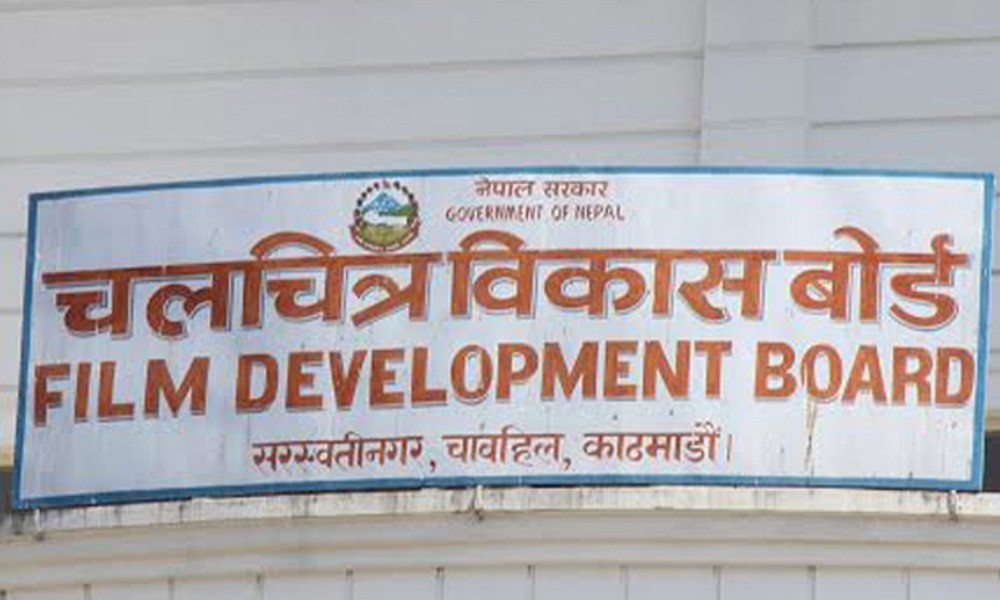 नेपाल सरकार
GOVERNMENT OF NEPAL
चलचित्र विकास बोर्ड
FILM DEVELOPMENT BOARD
सरस्वतीनगर, चावहिल, काठमाडौं।